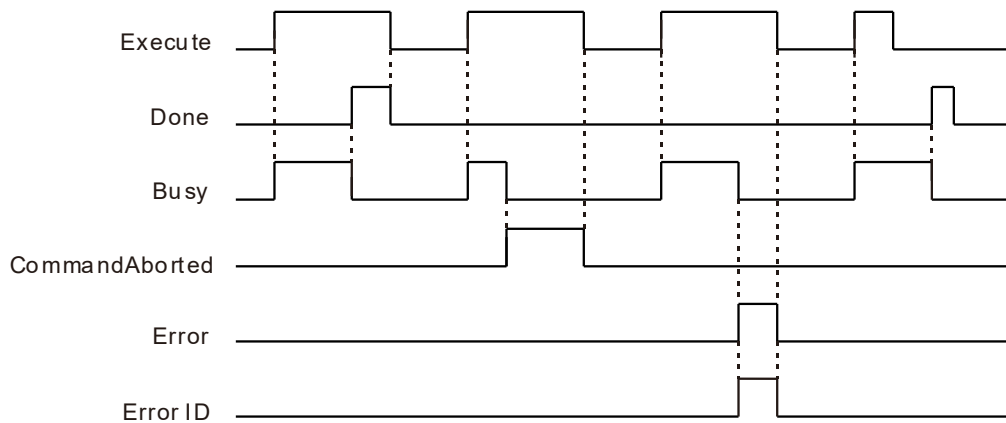 Execute
Done
Busy
CommandAborted
Error
Error ID